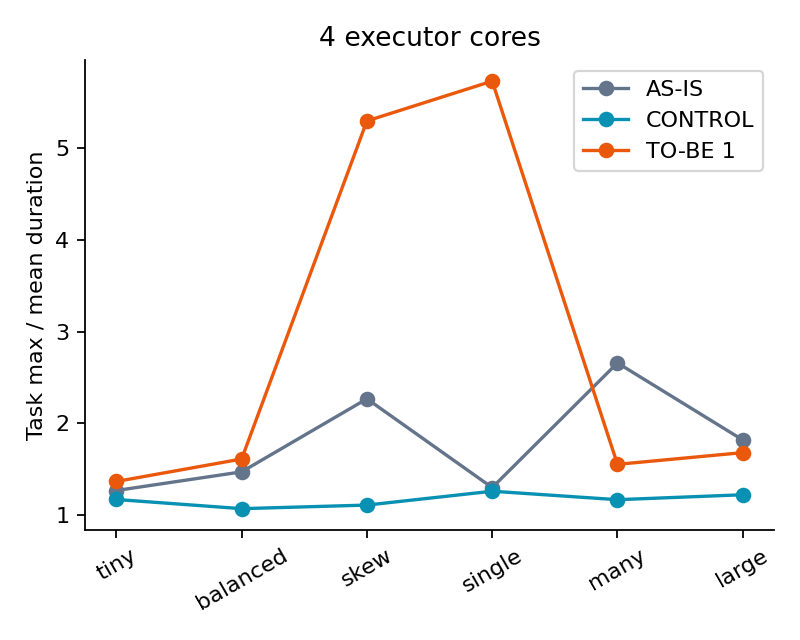 4 executor cores
AS-IS
CONTROL
TO-BE 1
Task max / mean duration
5
4
3
2
1
tiny
balanced
skew
single
many
large